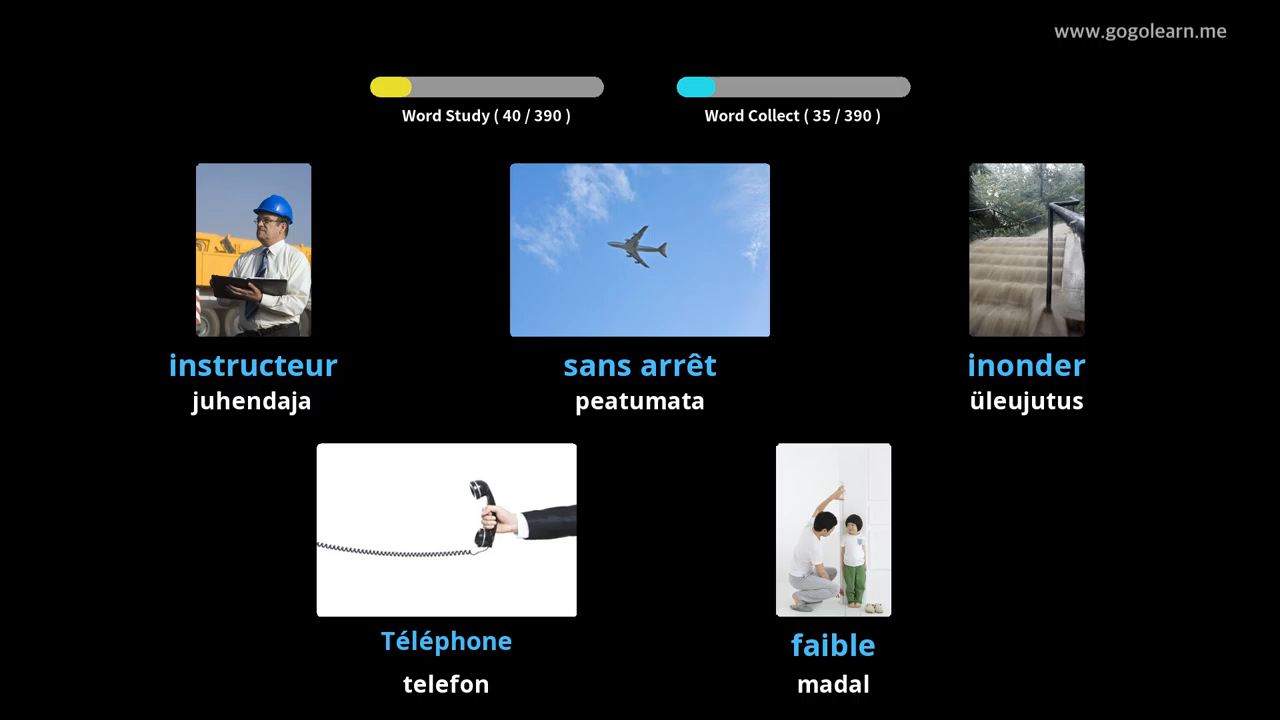 www.gogolearn.me
Word Study ( 40 / 390 )
Word Collect ( 35 / 390 )
instructeur
juhendaja
sans arrêt
peatumata
inonder
üleujutus
Téléphone
telefon
faible
madal